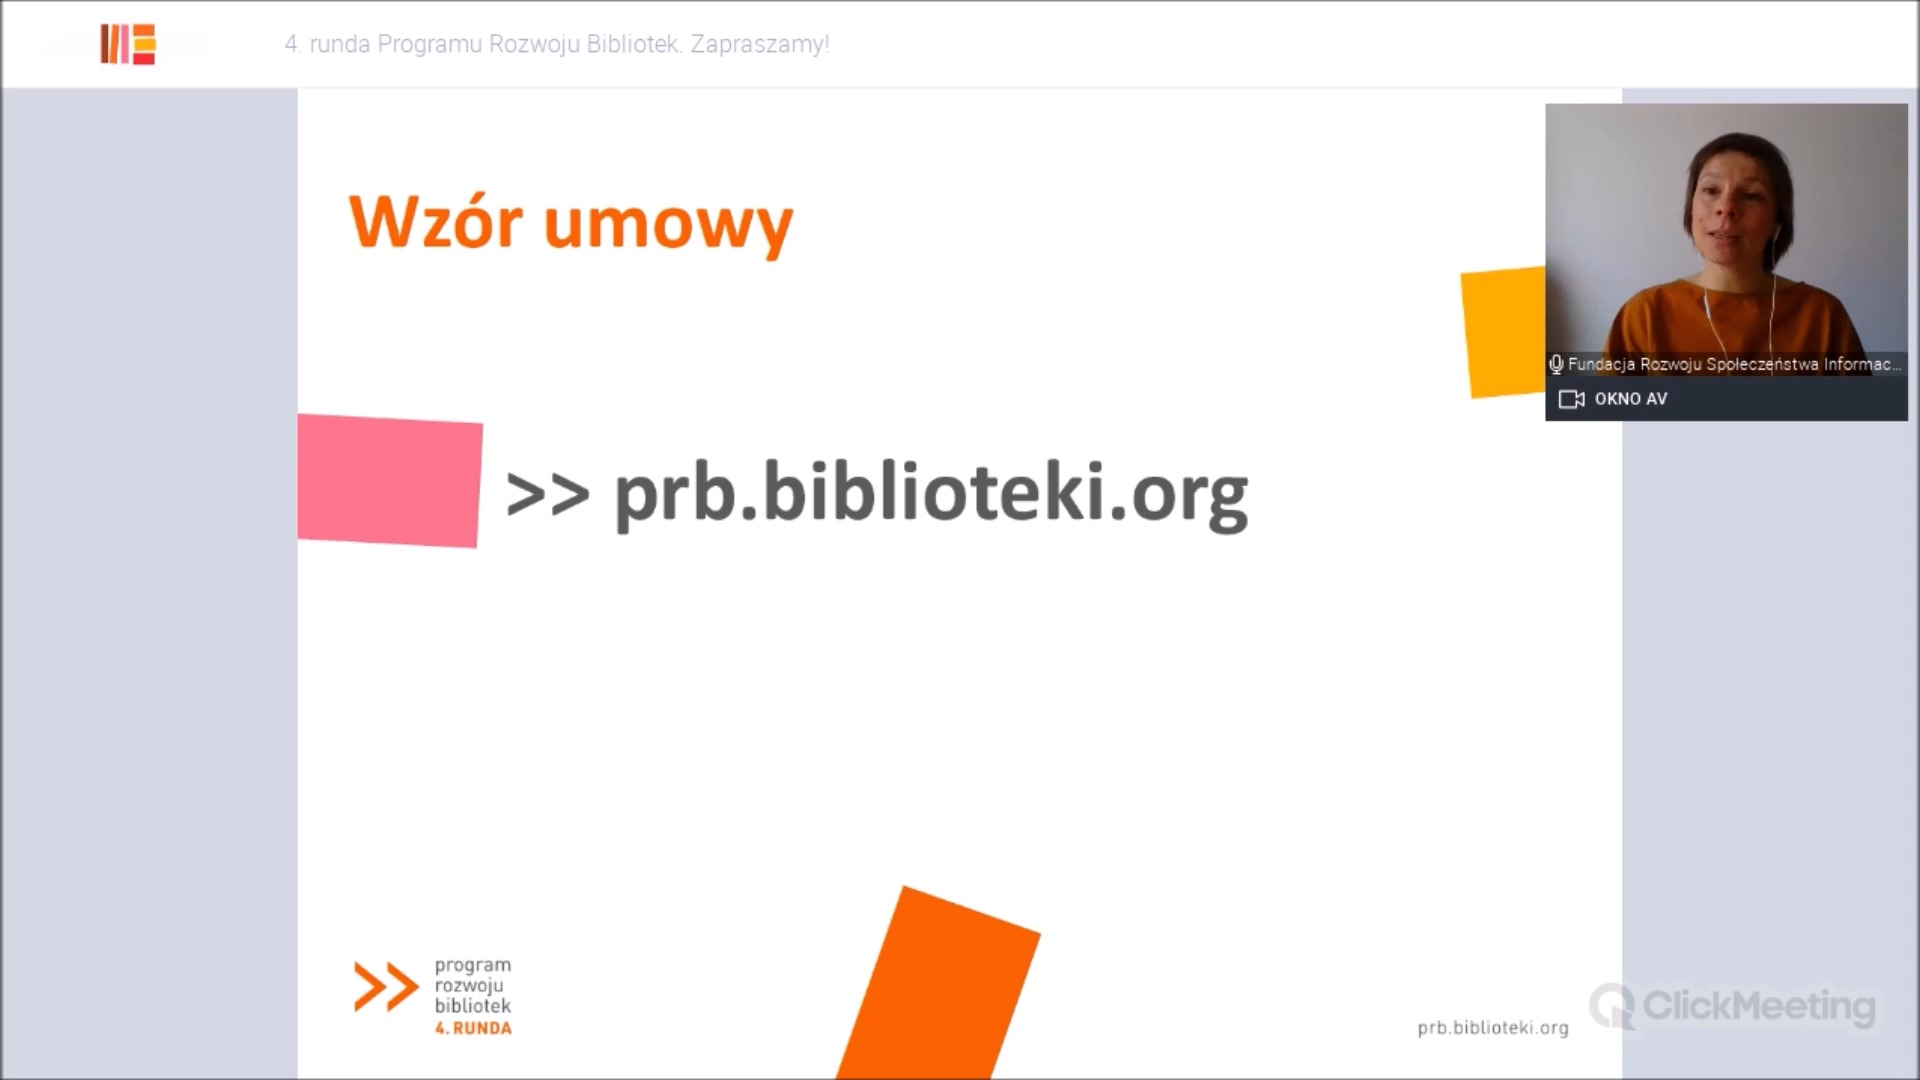 4. runda Programu Rozwoju Bibliotek. Zapraszamy!
Wzór umowy
Fundacja Rozwoju Społeczeństwa Informac...
OKNO AV
>> prb.biblioteki.org
program
rozwoju
bibliotek
4. RUNDA
prb.biblioteki.org
ClickMeeting